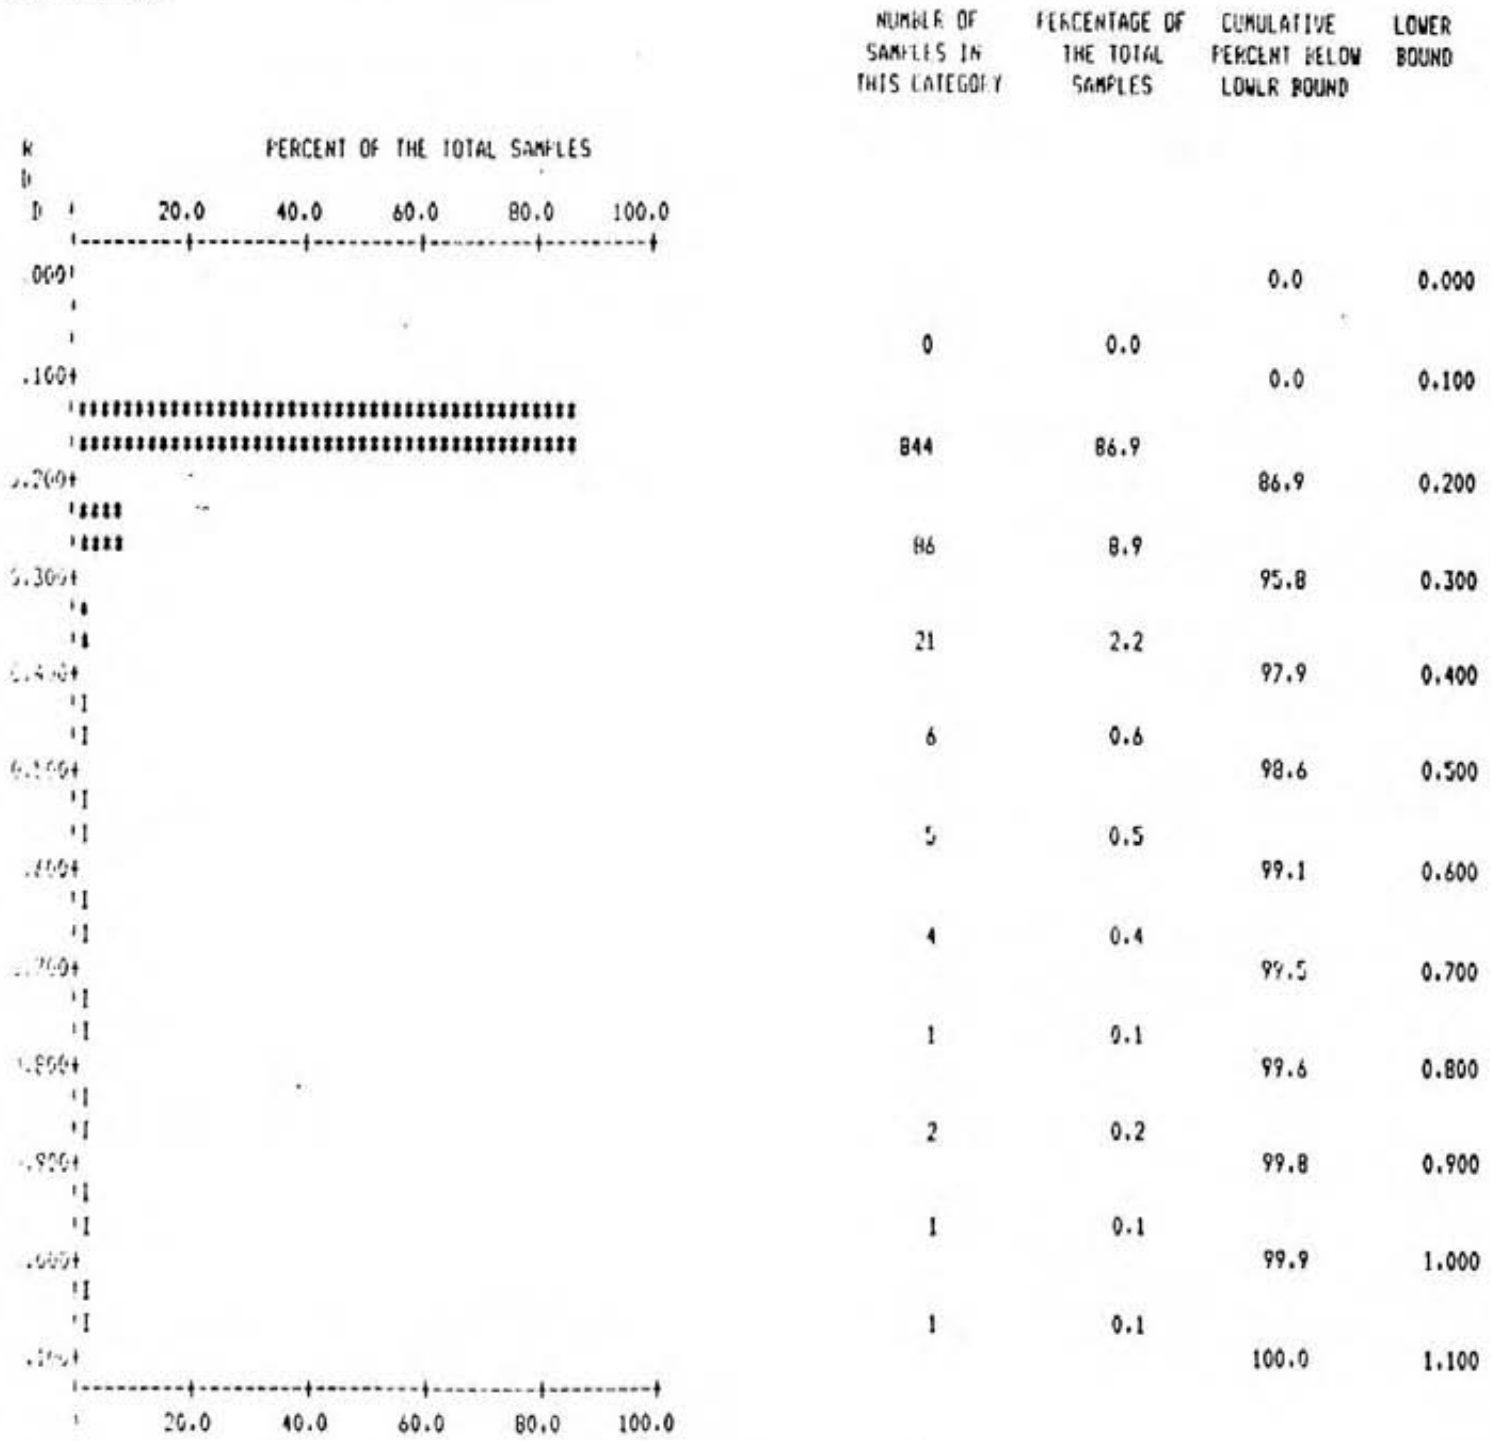 NUMBER OF PERCENTAGE OF CUMULATIVE LOWER
SAMPLES IN THE TOTAL PERCENT BELOW BOUND
THIS CATEGORY SAMPLES LOWER BOUND
R PERCENT OF THE TOTAL SAMPLES
D
D 20.0 40.0 60.0 80.0 100.0
.000 0.0 0.000
0 0.0
.100+ 0.0 0.100
844 86.9
.200+ 86.9 0.200
86 8.9
.300+ 95.8 0.300
21 2.2
97.9 0.400
I
I 6 0.6
98.6 0.500
I
I 5 0.5
99.1 0.600
I
I 4 0.4
99.5 0.700
I
I 1 0.1
99.6 0.800
I
I 2 0.2
.900+ 99.8 0.900
I
I 1 0.1
99.9 1.000
I
I 1 0.1
100.0 1.100
20.0 40.0 60.0 80.0 100.0